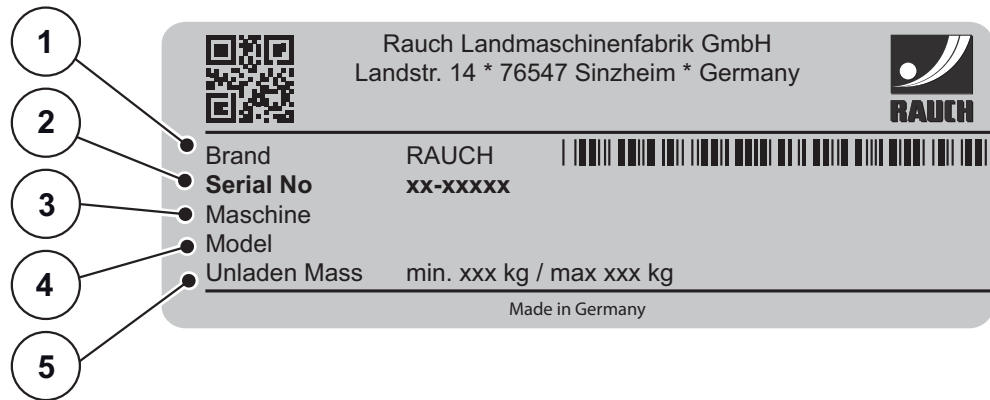 1
2
3
4
5
Rauch Landmaschinenfabrik GmbH
Landstr. 14 * 76547 Sinzheim * Germany
RAUCH
Brand RAUCH
Serial No xx-xxxxx
Maschine
Model
Unladen Mass min. xxx kg / max xxx kg
Made in Germany